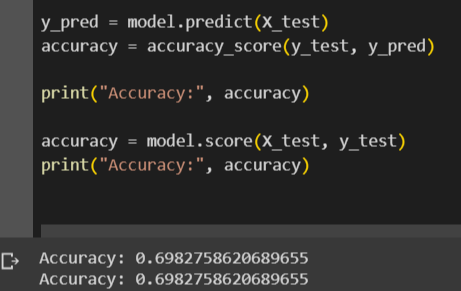 y_pred = model.predict(X_test)
accuracy = accuracy_score(y_test, y_pred)
print("Accuracy:", accuracy)
accuracy = model.score(X_test, y_test)
print("Accuracy:", accuracy)
Accuracy: 0.6982758620689655
Accuracy: 0.6982758620689655